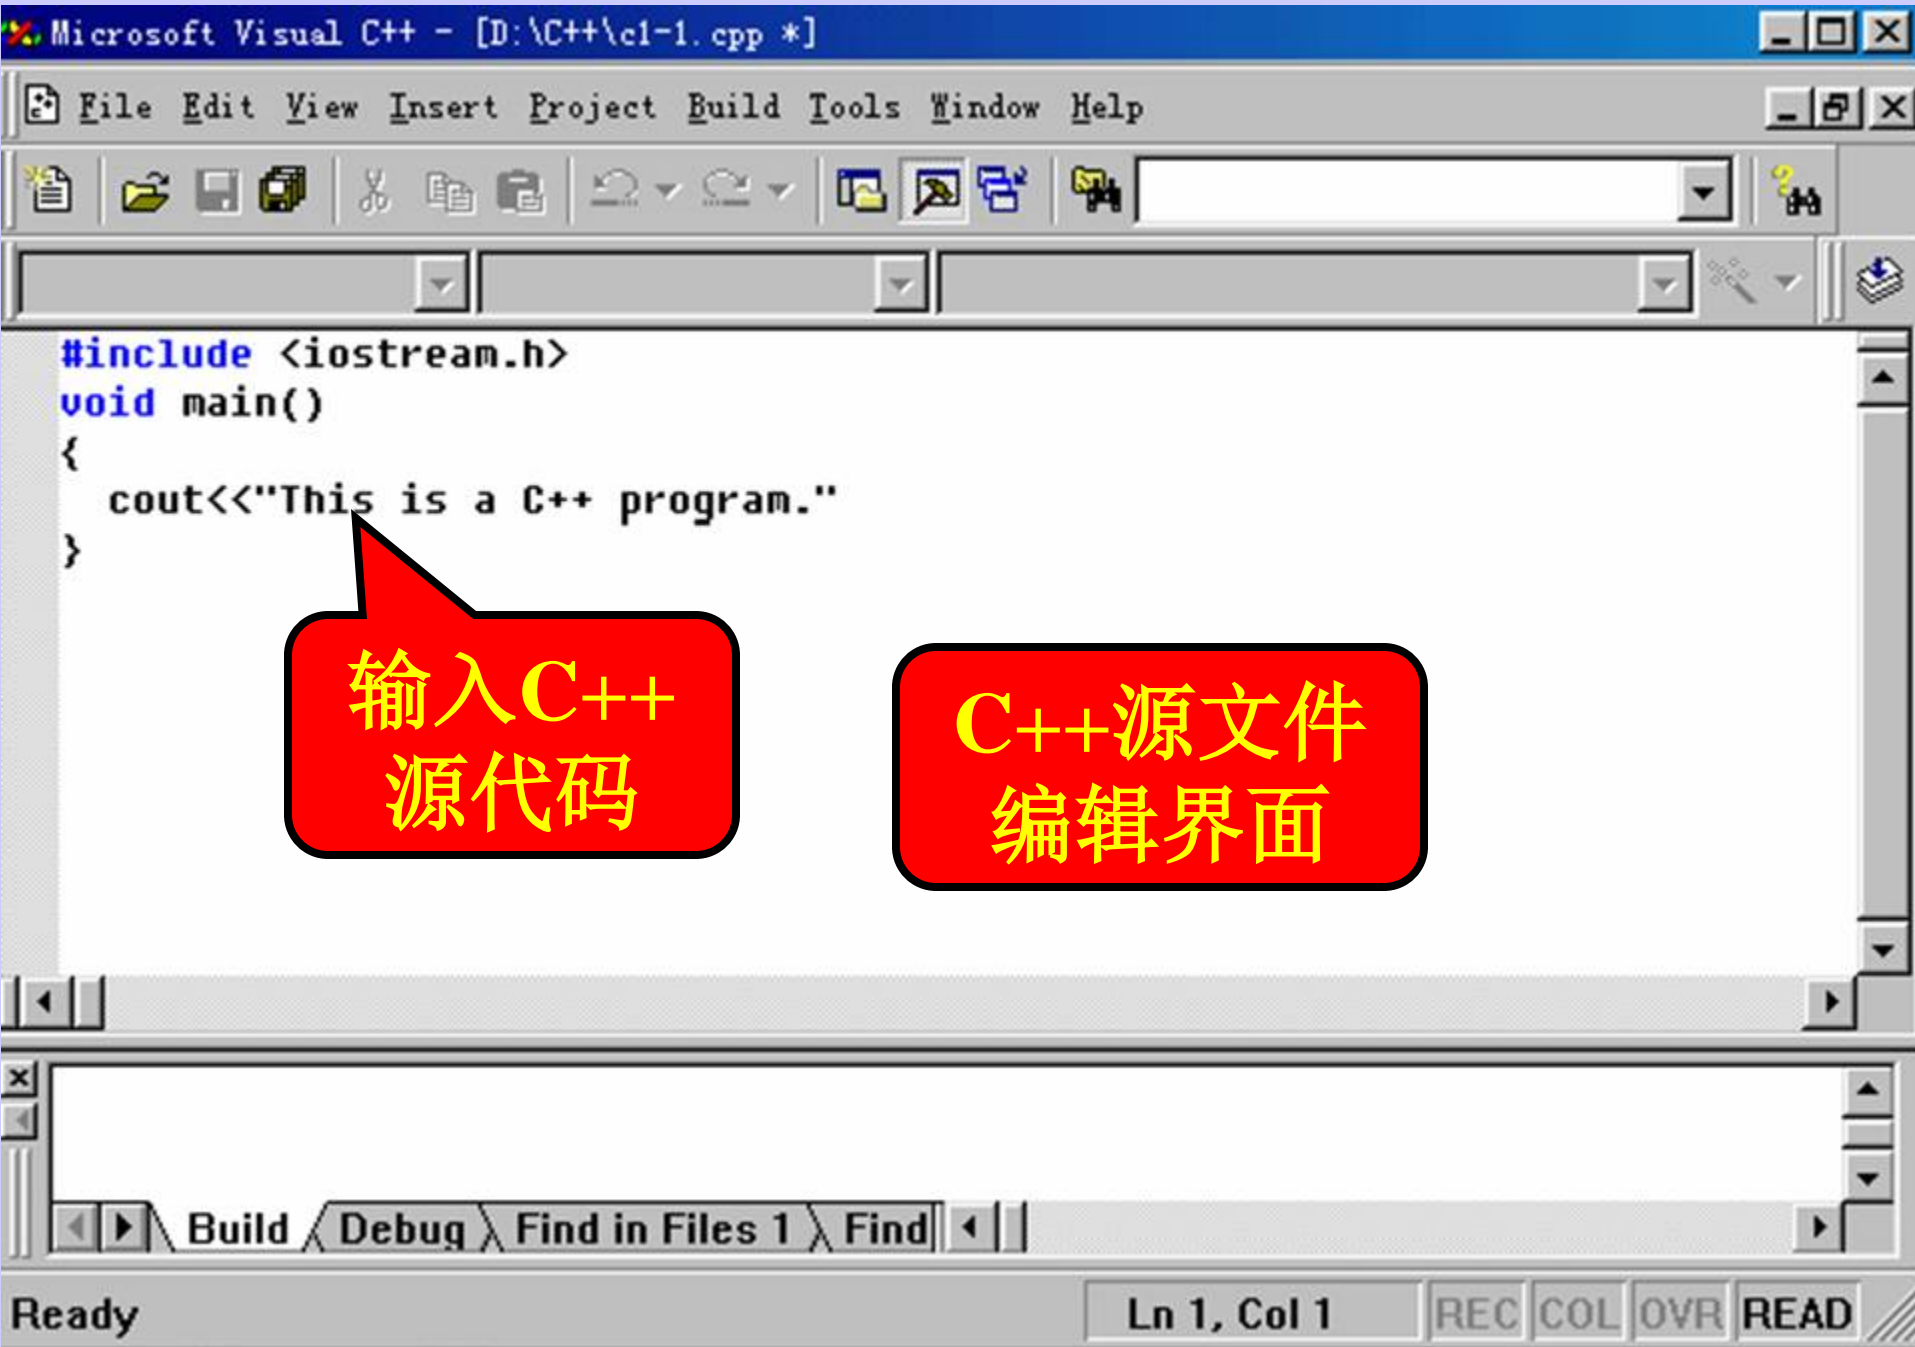 Microsoft Visual C++ - [D:\C++\c1-1.cpp *]
File Edit View Insert Project Build Tools Window Help
#include <iostream.h>
void main()
{
  cout<<"This is a C++ program."
}
输入C++
源代码
C++源文件
编辑界面
Build Debug Find in Files 1 Find
Ready Ln 1, Col 1 REC COL OVR READ